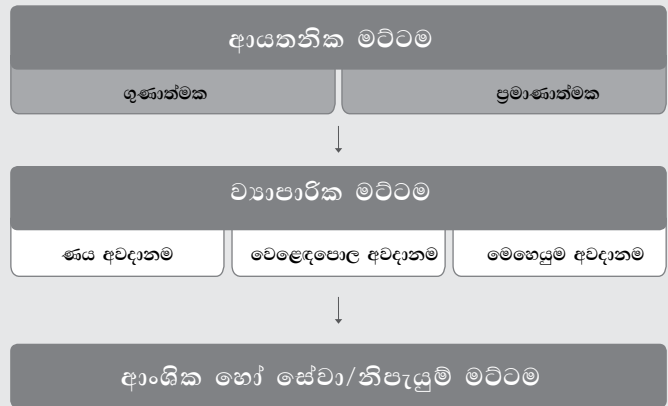 ආයතනික මට්ටම
ගුණාත්මක ප්‍රමාණාත්මක
ව්‍යාපාරික මට්ටම
ණය අවදානම වෙළෙඳපොල අවදානම මෙහෙයුම අවදානම
ආංශික හෝ සේවා/නිපැයුම් මට්ටම